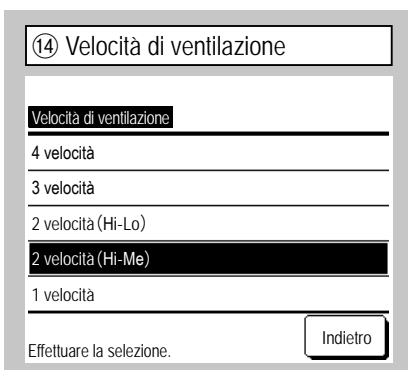 ⑭ Velocità di ventilazione
Velocità di ventilazione
4 velocità
3 velocità
2 velocità (Hi-Lo)
2 velocità (Hi-Me)
1 velocità
Effettuare la selezione.
Indietro